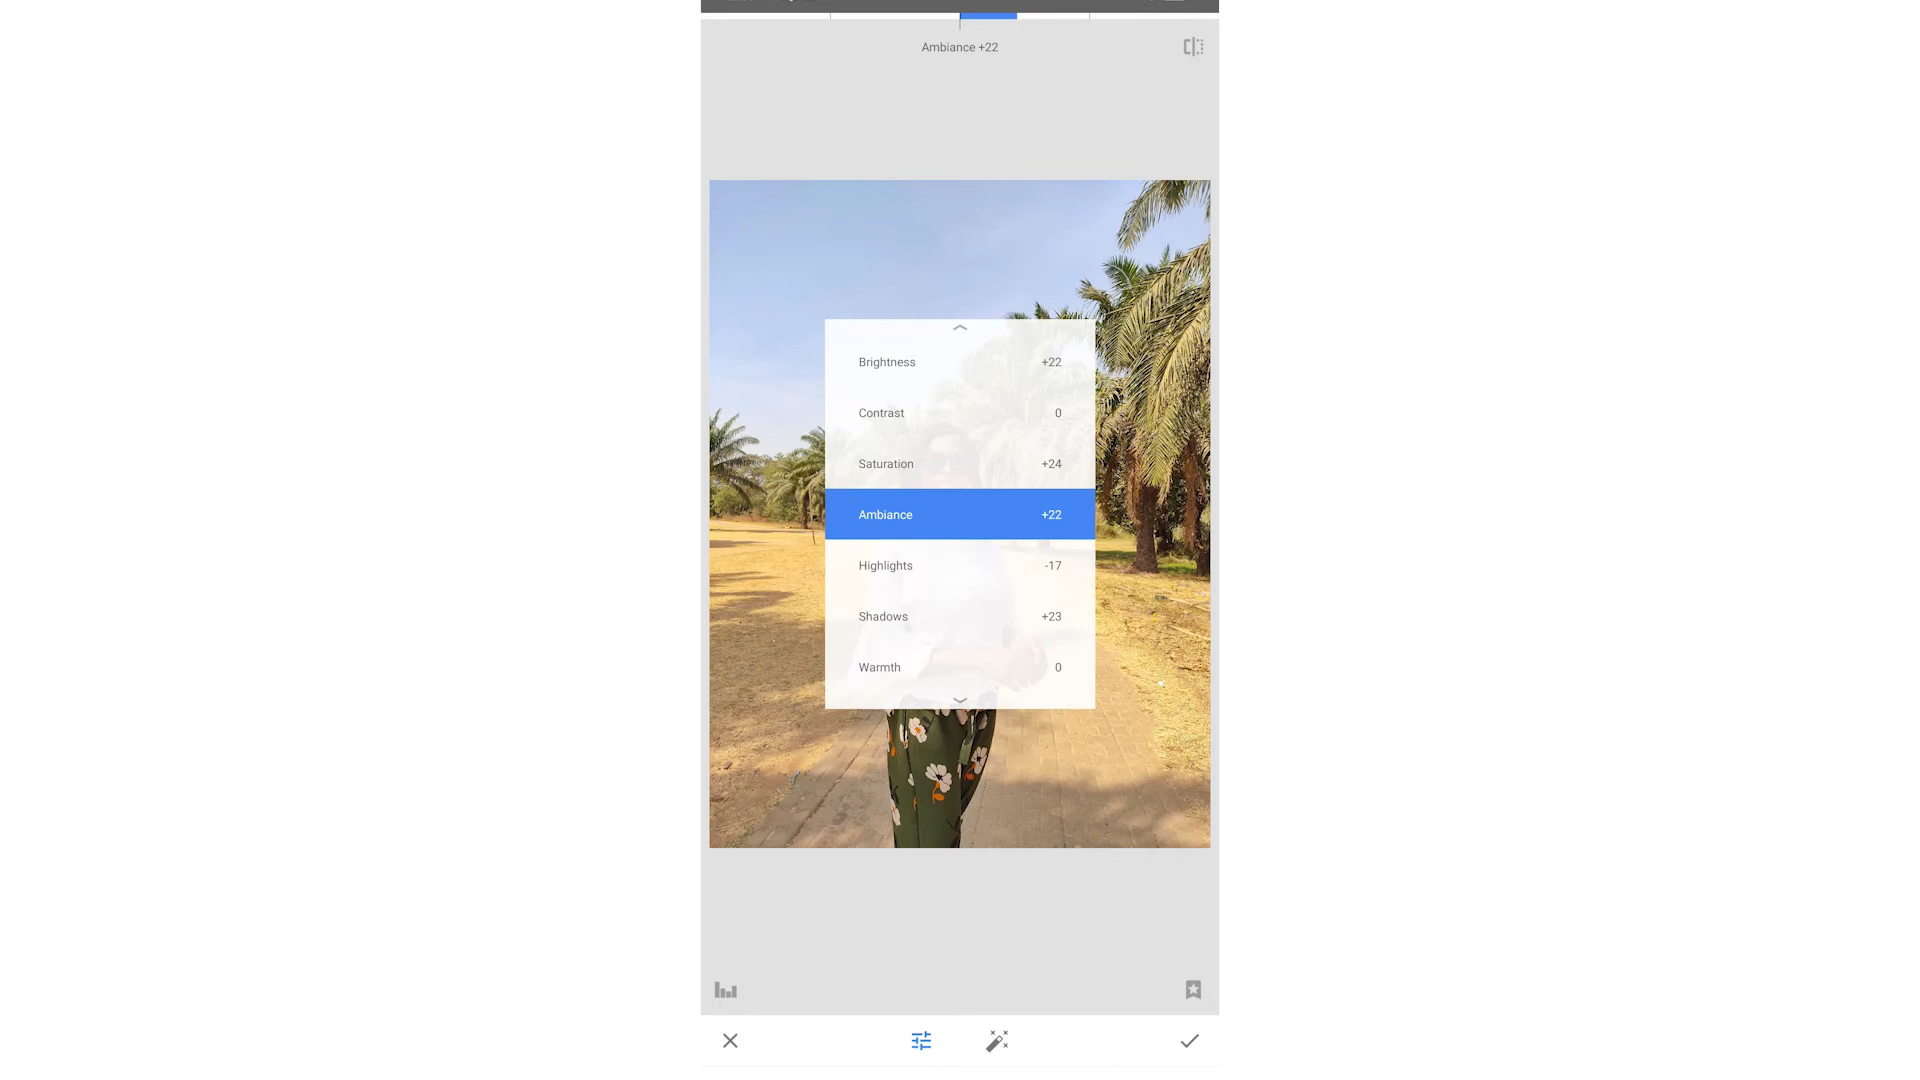 Ambiance +22
Brightness +22
Contrast 0
Saturation +24
Ambiance +22
Highlights -17
Shadows +23
Warmth 0